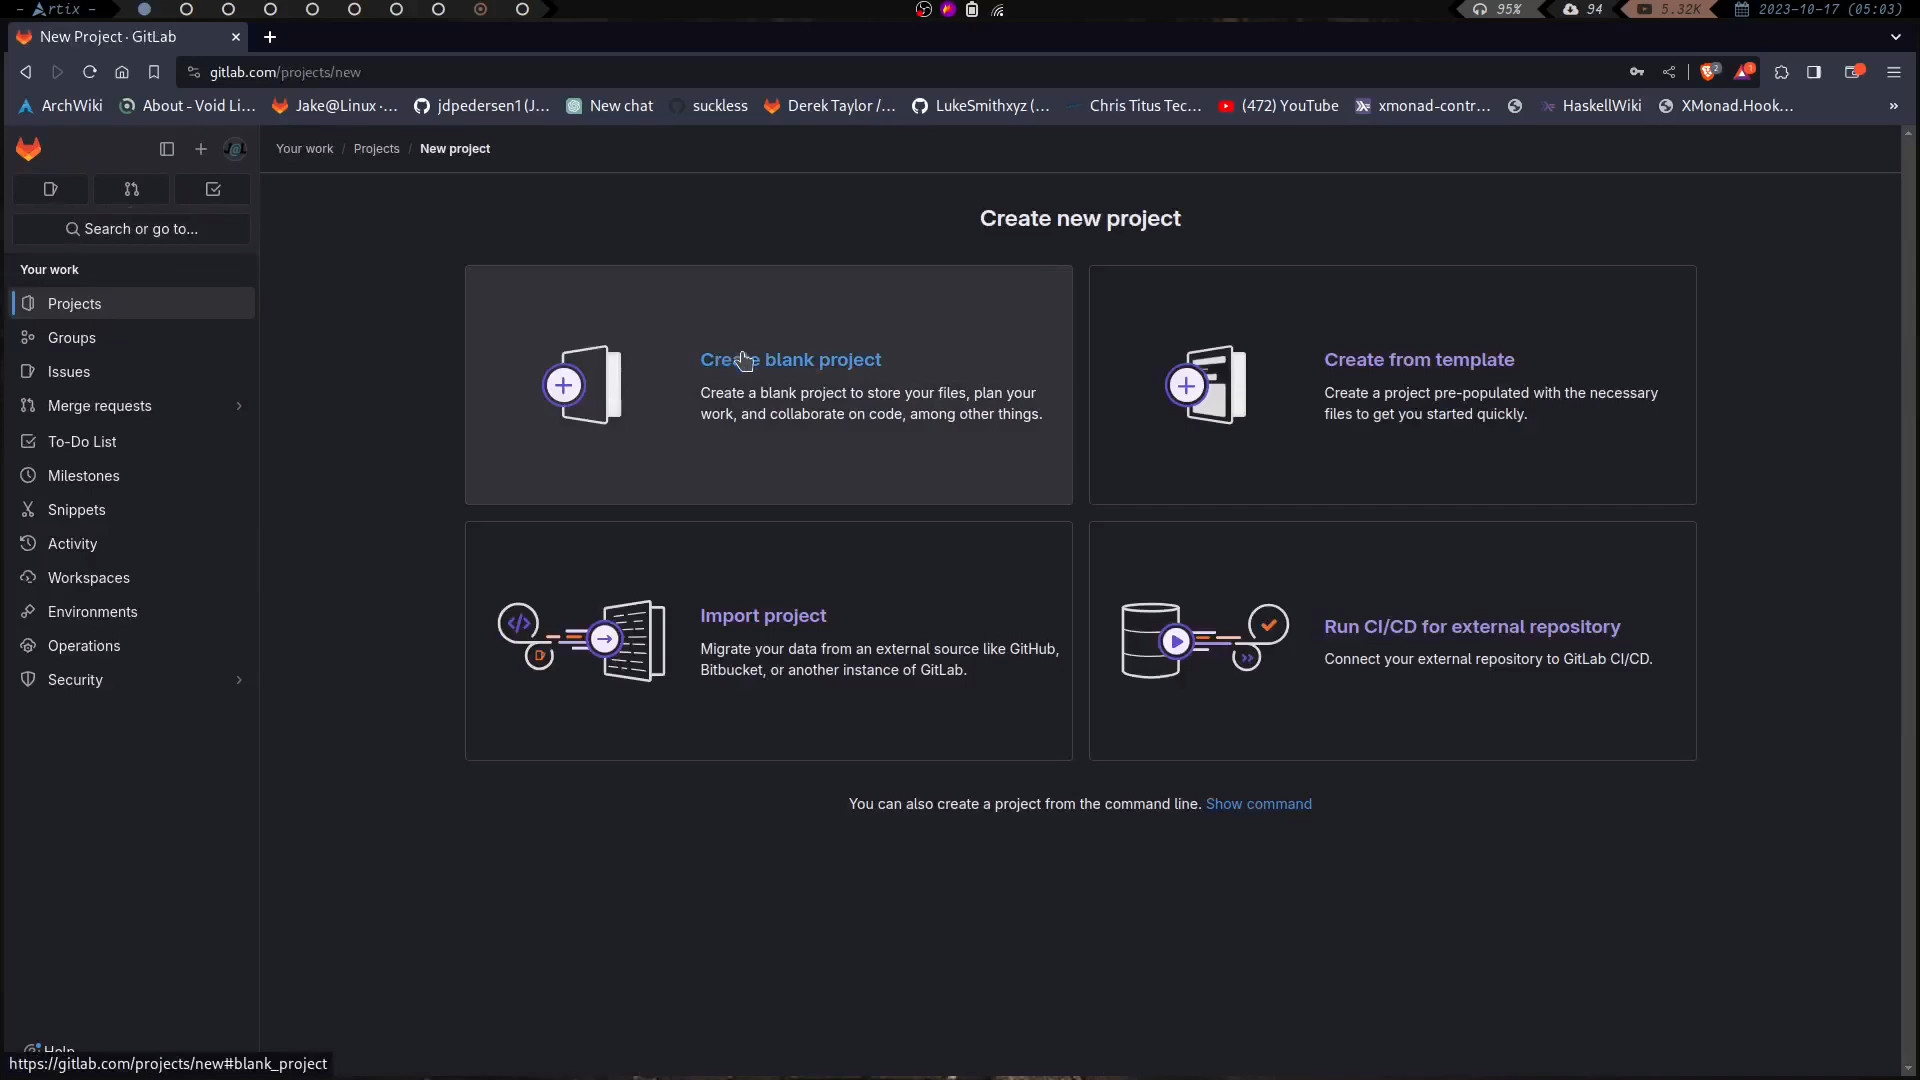 - Artix -
95%
94
5.32K
2023-10-17 (05:03)
New Project · GitLab
gitlab.com/projects/new
2
1
ArchWiki
About - Void Li...
Jake@Linux ·...
jdpedersen1 (J...
New chat
suckless
Derek Taylor /...
LukeSmithxyz (...
Chris Titus Tec...
(472) YouTube
xmonad-contr...
HaskellWiki
XMonad.Hook...
»
Your work / Projects / New project
Search or go to...
Your work
Projects
Groups
Issues
Merge requests
To-Do List
Milestones
Snippets
Activity
Workspaces
Environments
Operations
Security
Help
Create new project
Create blank project
Create a blank project to store your files, plan your
work, and collaborate on code, among other things.
Create from template
Create a project pre-populated with the necessary
files to get you started quickly.
Import project
Migrate your data from an external source like GitHub,
Bitbucket, or another instance of GitLab.
Run CI/CD for external repository
Connect your external repository to GitLab CI/CD.
You can also create a project from the command line. Show command
https://gitlab.com/projects/new#blank_project